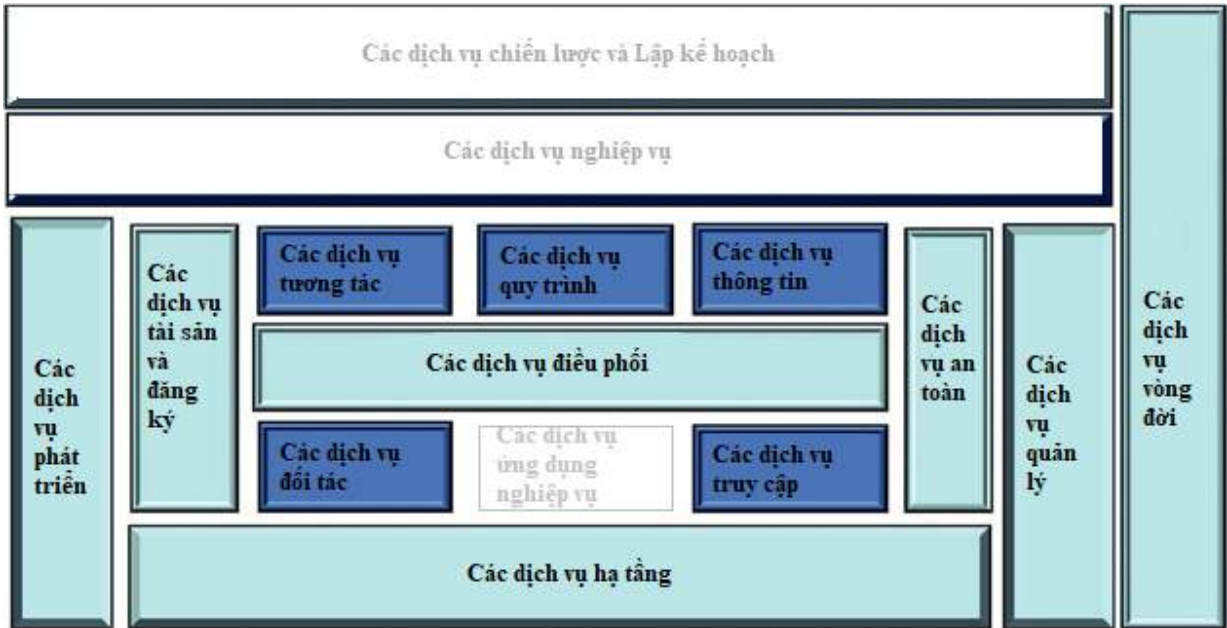 Các dịch vụ chiến lược và Lập kế hoạch
Các dịch vụ nghiệp vụ
Các
dịch
vụ
phát
triển
Các
dịch vụ
tài sản
và
đăng
ký
Các dịch vụ
tương tác
Các dịch vụ
quy trình
Các dịch vụ
thông tin
Các dịch vụ điều phối
Các dịch vụ
đối tác
Các dịch vụ
ứng dụng
nghiệp vụ
Các dịch vụ
truy cập
Các
dịch
vụ an
toàn
Các
dịch
vụ
quản
lý
Các
dịch
vụ
vòng
đời
Các dịch vụ hạ tầng